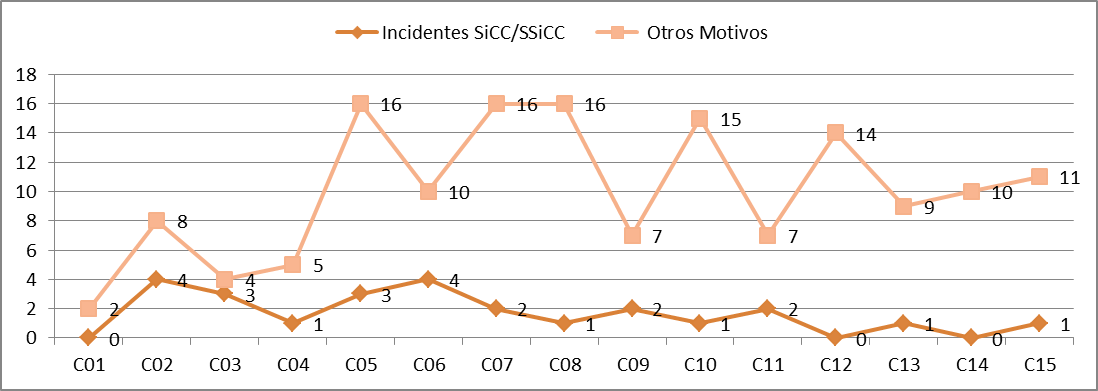 Incidentes SiCC/SSiCC Otros Motivos
18
16 16 16 16
15
14 14
12
11
10 10 10
9
8 8
7 7
6
5
4 4 4 4
3 3
2 2 2 2 2
1 1 1 1 1
0 0 0 0
C01 C02 C03 C04 C05 C06 C07 C08 C09 C10 C11 C12 C13 C14 C15